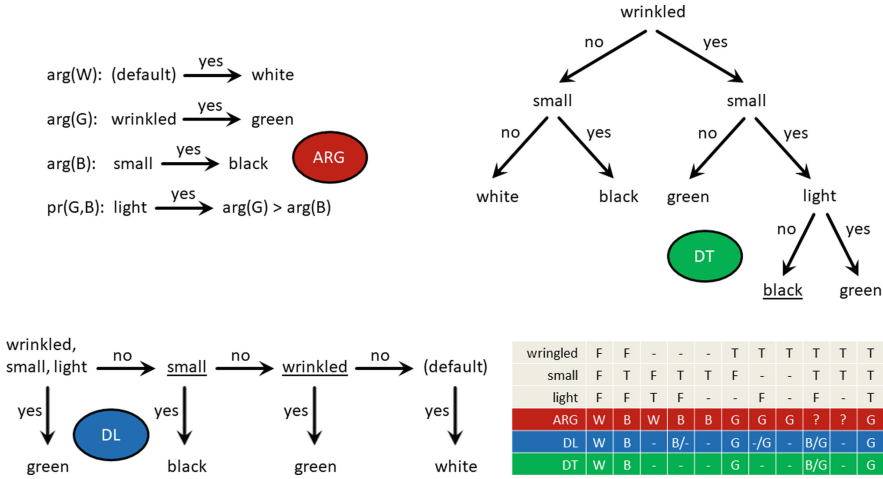 arg(W): (default) yes white
arg(G): wrinkled yes green
arg(B): small yes black
pr(G,B): light yes arg(G) > arg(B)
ARG
wrinkled
no yes
small small
no yes no yes
white black green light
no yes
black green
DT
wrinkled,
small, light no small no wrinkled no (default)
yes yes yes yes
DL
green black green white
wringled F F - - - T T T T T T
small F T F T T F - - T T T
light F F T F - - F - F - T
ARG W B W B B G G G ? ? G
DL W B - B/- - G -/G - B/G - G
DT W B - - - G - - B/G - G